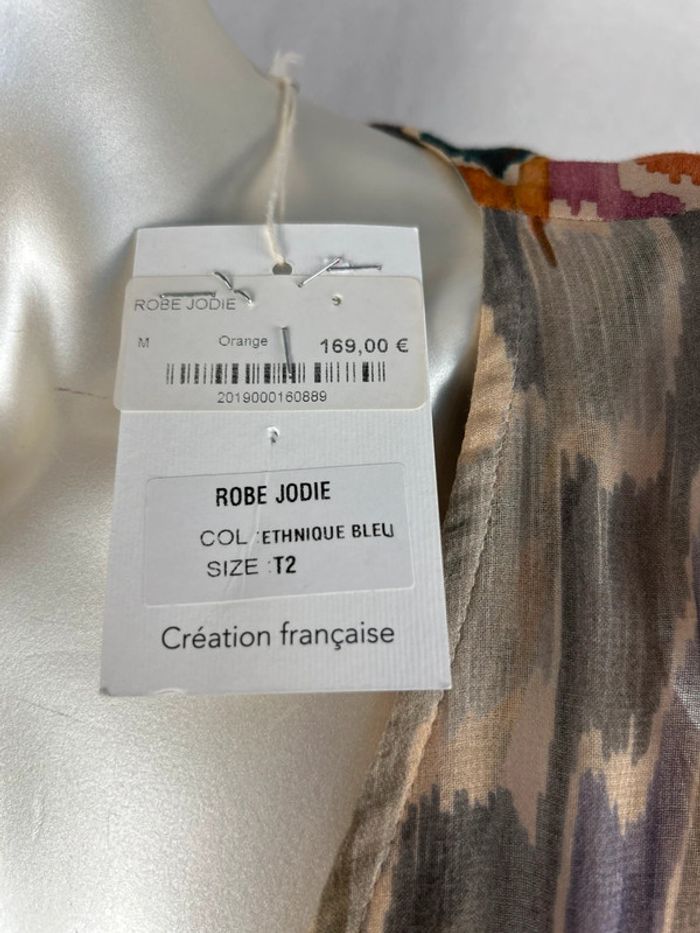 ROBE JODIE
M Orange 169,00 €
2019000160889
ROBE JODIE
COL :ETHNIQUE BLEU
SIZE :T2
Création française